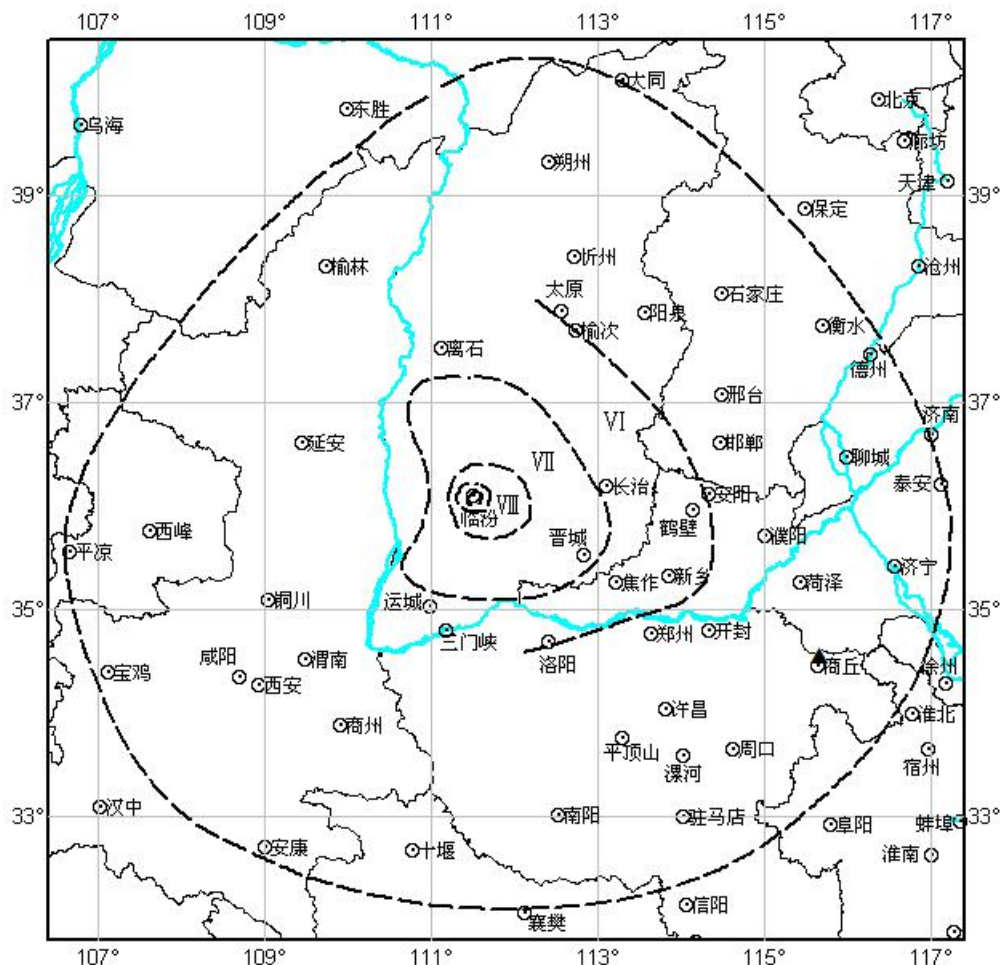 107° 109° 111° 113° 115° 117°
大同
北京
东胜
乌海
廊坊
朔州
天津
39° 39°
保定
忻州
榆林
沧州
太原
石家庄
阳泉
榆次
衡水
离石
德州
邢台
37° 37°
济南
Ⅵ
延安
邯郸
聊城
Ⅶ
泰安
长治
安阳
临汾
Ⅷ
鹤壁
西峰
晋城
濮阳
平凉
济宁
焦作
新乡
菏泽
铜川
运城
35° 35°
三门峡
郑州
开封
洛阳
咸阳
渭南
商丘
徐州
宝鸡
西安
许昌
淮北
商州
平顶山
周口
漯河
宿州
汉中
33° 33°
南阳
驻马店
阜阳
蚌埠
安康
十堰
淮南
信阳
襄樊
107° 109° 111° 113° 115° 117°